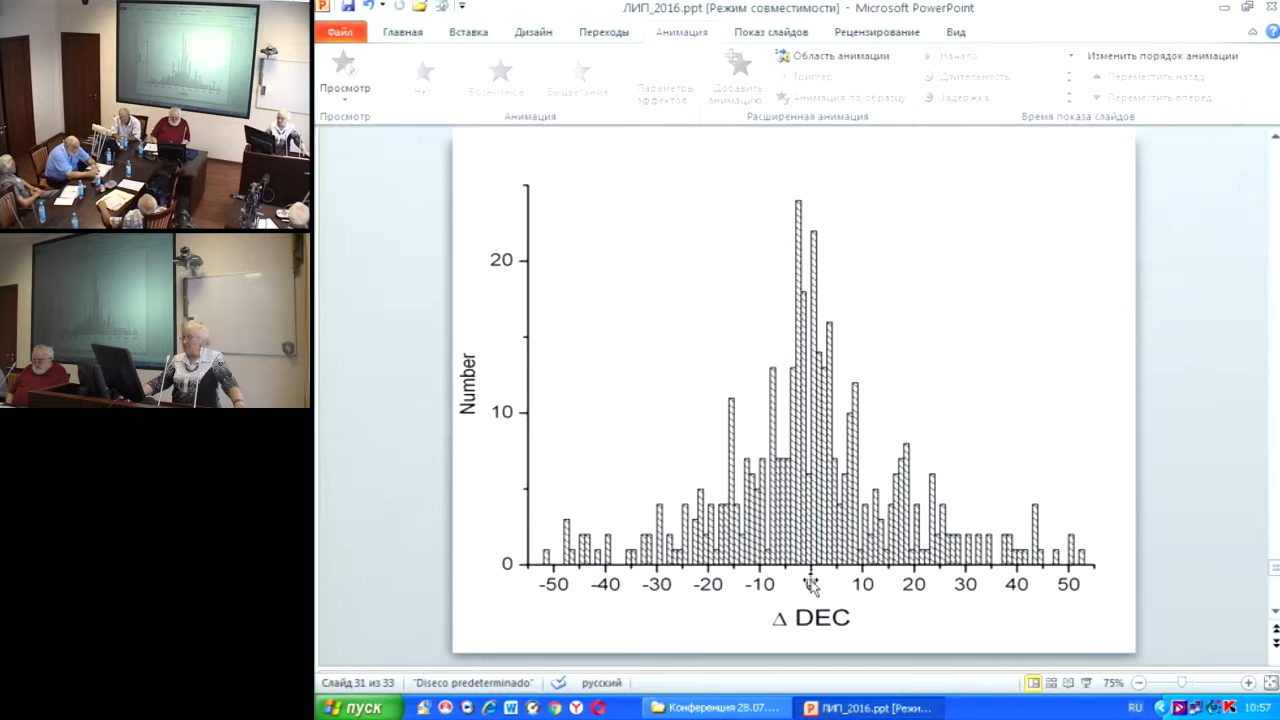 ЛИП_2016.ppt [Режим совместимости] - Microsoft PowerPoint
Файл Главная Вставка Дизайн Переходы Анимация Показ слайдов Рецензирование Вид
Просмотр
Нет
Возникнов...
Выцветание...
Параметры эффектов
Добавить анимацию
Область анимации
Триггер
Анимация по образцу
Начало
Длительность:
Задержка:
Изменить порядок анимации
Переместить назад
Переместить вперед
Просмотр Анимация Расширенная анимация Время показа слайдов
Number
20
10
0
-50 -40 -30 -20 -10 10 20 30 40 50
Δ DEC
Слайд 31 из 33 "Diseco predeterminado" русский 75%
пуск Конференция 28.07.... ЛИП_2016.ppt [Режи... RU 10:57